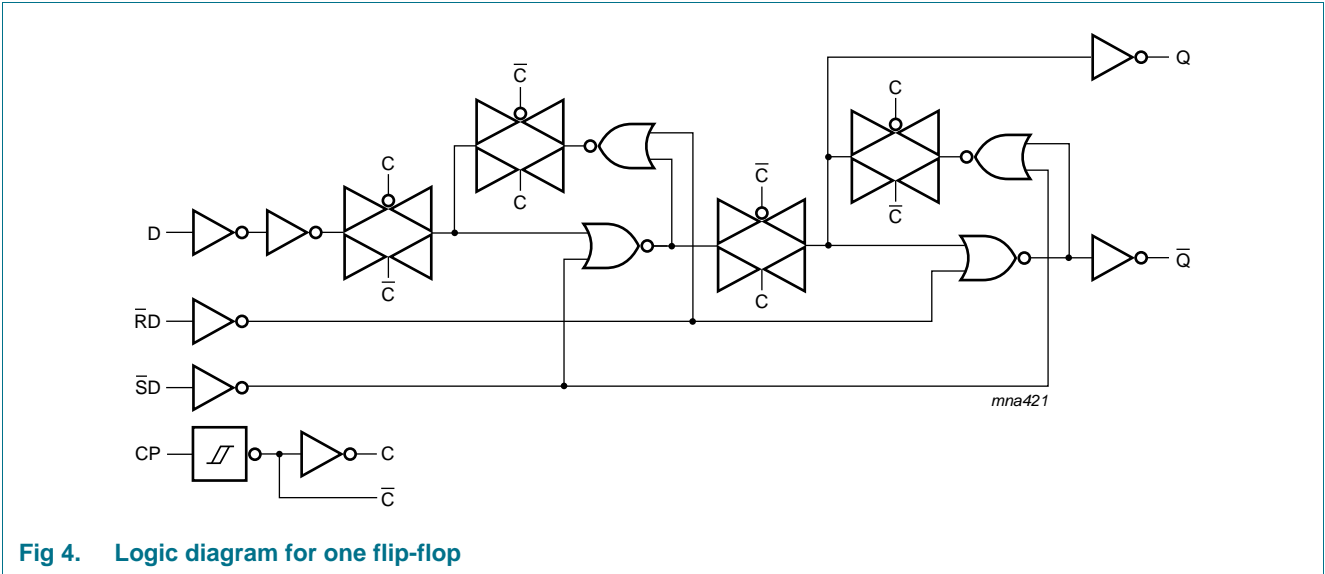 Q
C̅
C
C
D
C
C̅
C̅
C
C̅
Q̅
R̅D
S̅D
mna421
CP
C
C̅
Fig 4. Logic diagram for one flip-flop